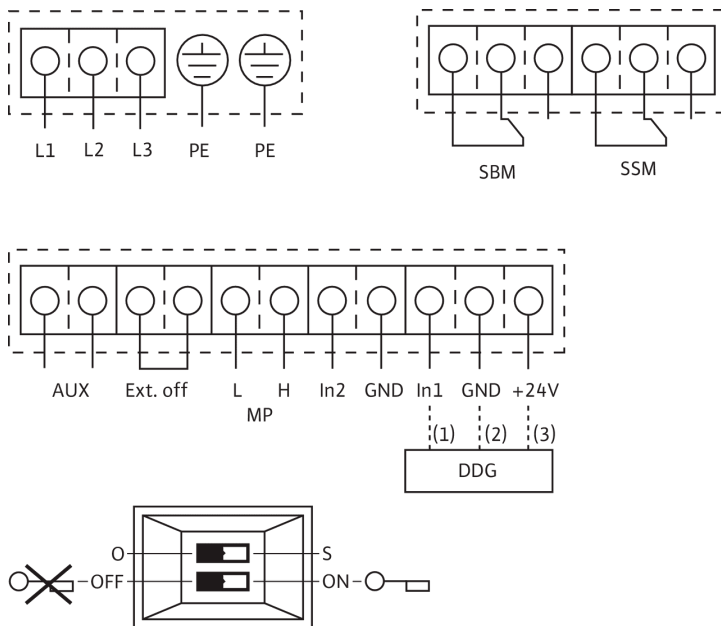 L1 L2 L3 PE PE
SBM SSM
AUX Ext. off L H In2 GND In1 GND +24V
MP
(1) (2) (3)
DDG
O S
OFF ON